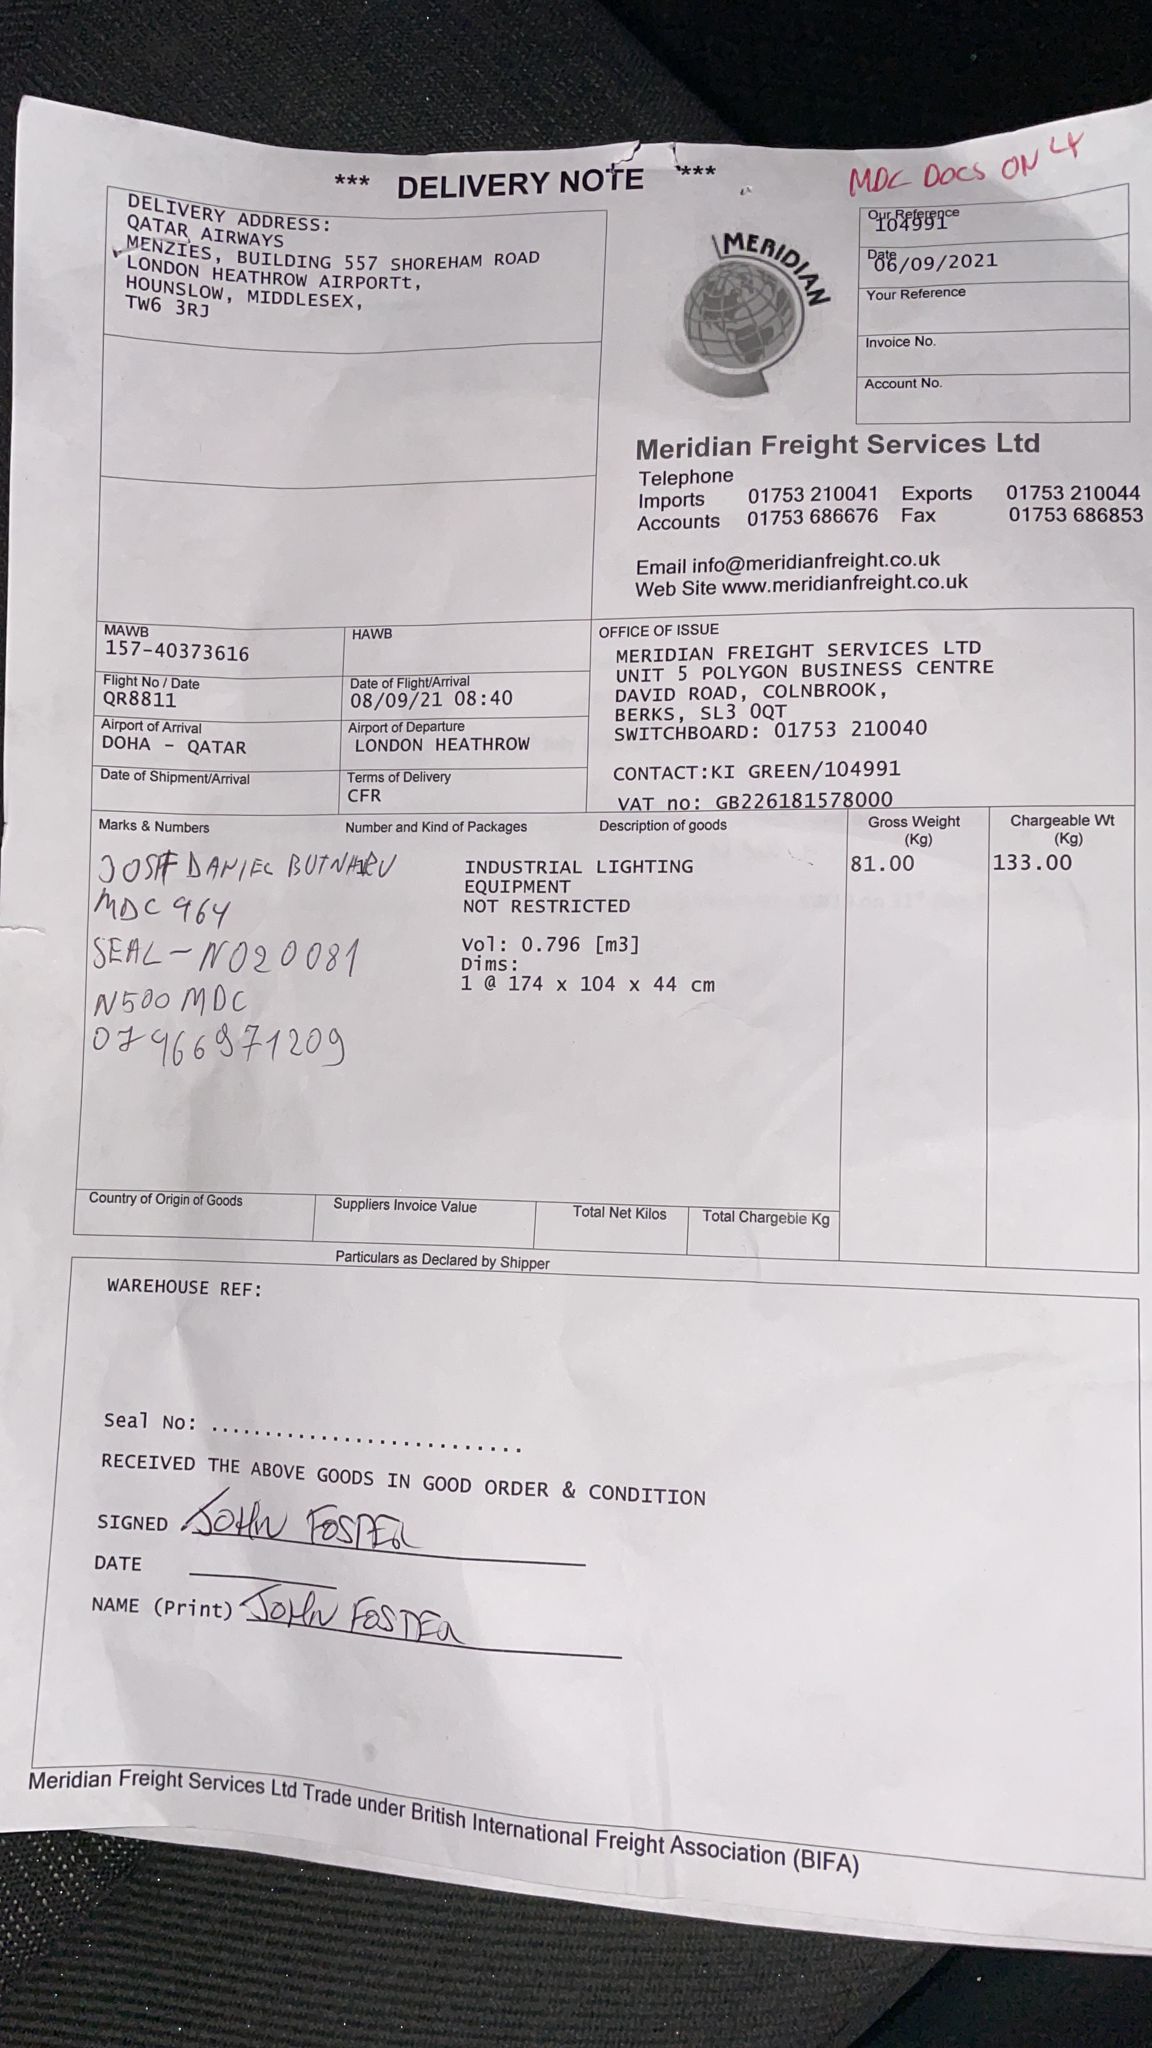 *** DELIVERY NOTE ***
MDC DOCS ONLY
DELIVERY ADDRESS:
QATAR AIRWAYS
MENZIES, BUILDING 557 SHOREHAM ROAD
LONDON HEATHROW AIRPORTt,
HOUNSLOW, MIDDLESEX,
TW6 3RJ
MERIDIAN
Our Reference
104991
Date
06/09/2021
Your Reference
Invoice No.
Account No.
Meridian Freight Services Ltd
Telephone
Imports 01753 210041 Exports 01753 210044
Accounts 01753 686676 Fax 01753 686853
Email info@meridianfreight.co.uk
Web Site www.meridianfreight.co.uk
MAWB
157-40373616
HAWB
Flight No / Date
QR8811
Date of Flight/Arrival
08/09/21 08:40
Airport of Arrival
DOHA - QATAR
Airport of Departure
LONDON HEATHROW
Date of Shipment/Arrival
Terms of Delivery
CFR
OFFICE OF ISSUE
MERIDIAN FREIGHT SERVICES LTD
UNIT 5 POLYGON BUSINESS CENTRE
DAVID ROAD, COLNBROOK,
BERKS, SL3 0QT
SWITCHBOARD: 01753 210040
CONTACT:KI GREEN/104991
VAT no: GB226181578000
Marks & Numbers
Number and Kind of Packages
Description of goods
Gross Weight
(Kg)
Chargeable Wt
(Kg)
DANIEL
MDC 964
SEAL-N020081
N500 MDC
07966971209
INDUSTRIAL LIGHTING
EQUIPMENT
NOT RESTRICTED
Vol: 0.796 [m3]
Dims:
1 @ 174 x 104 x 44 cm
81.00
133.00
Country of Origin of Goods
Suppliers Invoice Value
Total Net Kilos
Total Chargeble Kg
Particulars as Declared by Shipper
WAREHOUSE REF:
Seal No: ..........................
RECEIVED THE ABOVE GOODS IN GOOD ORDER & CONDITION
SIGNED JOHN FOSTER
DATE
NAME (Print) JOHN FOSTER
Meridian Freight Services Ltd Trade under British International Freight Association (BIFA)